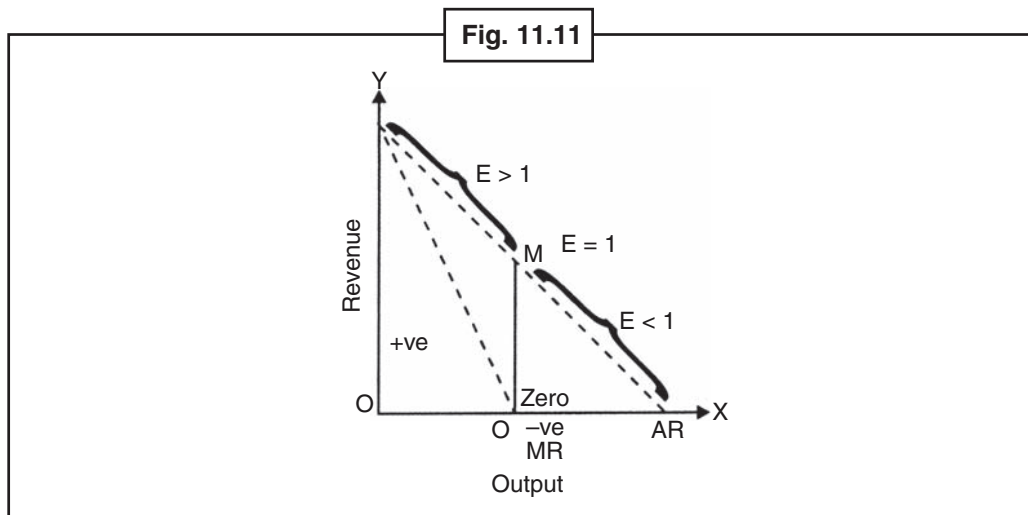 Fig. 11.11
Y
E > 1
M E = 1
Revenue
E < 1
+ve
O Zero X
O –ve AR
MR
Output